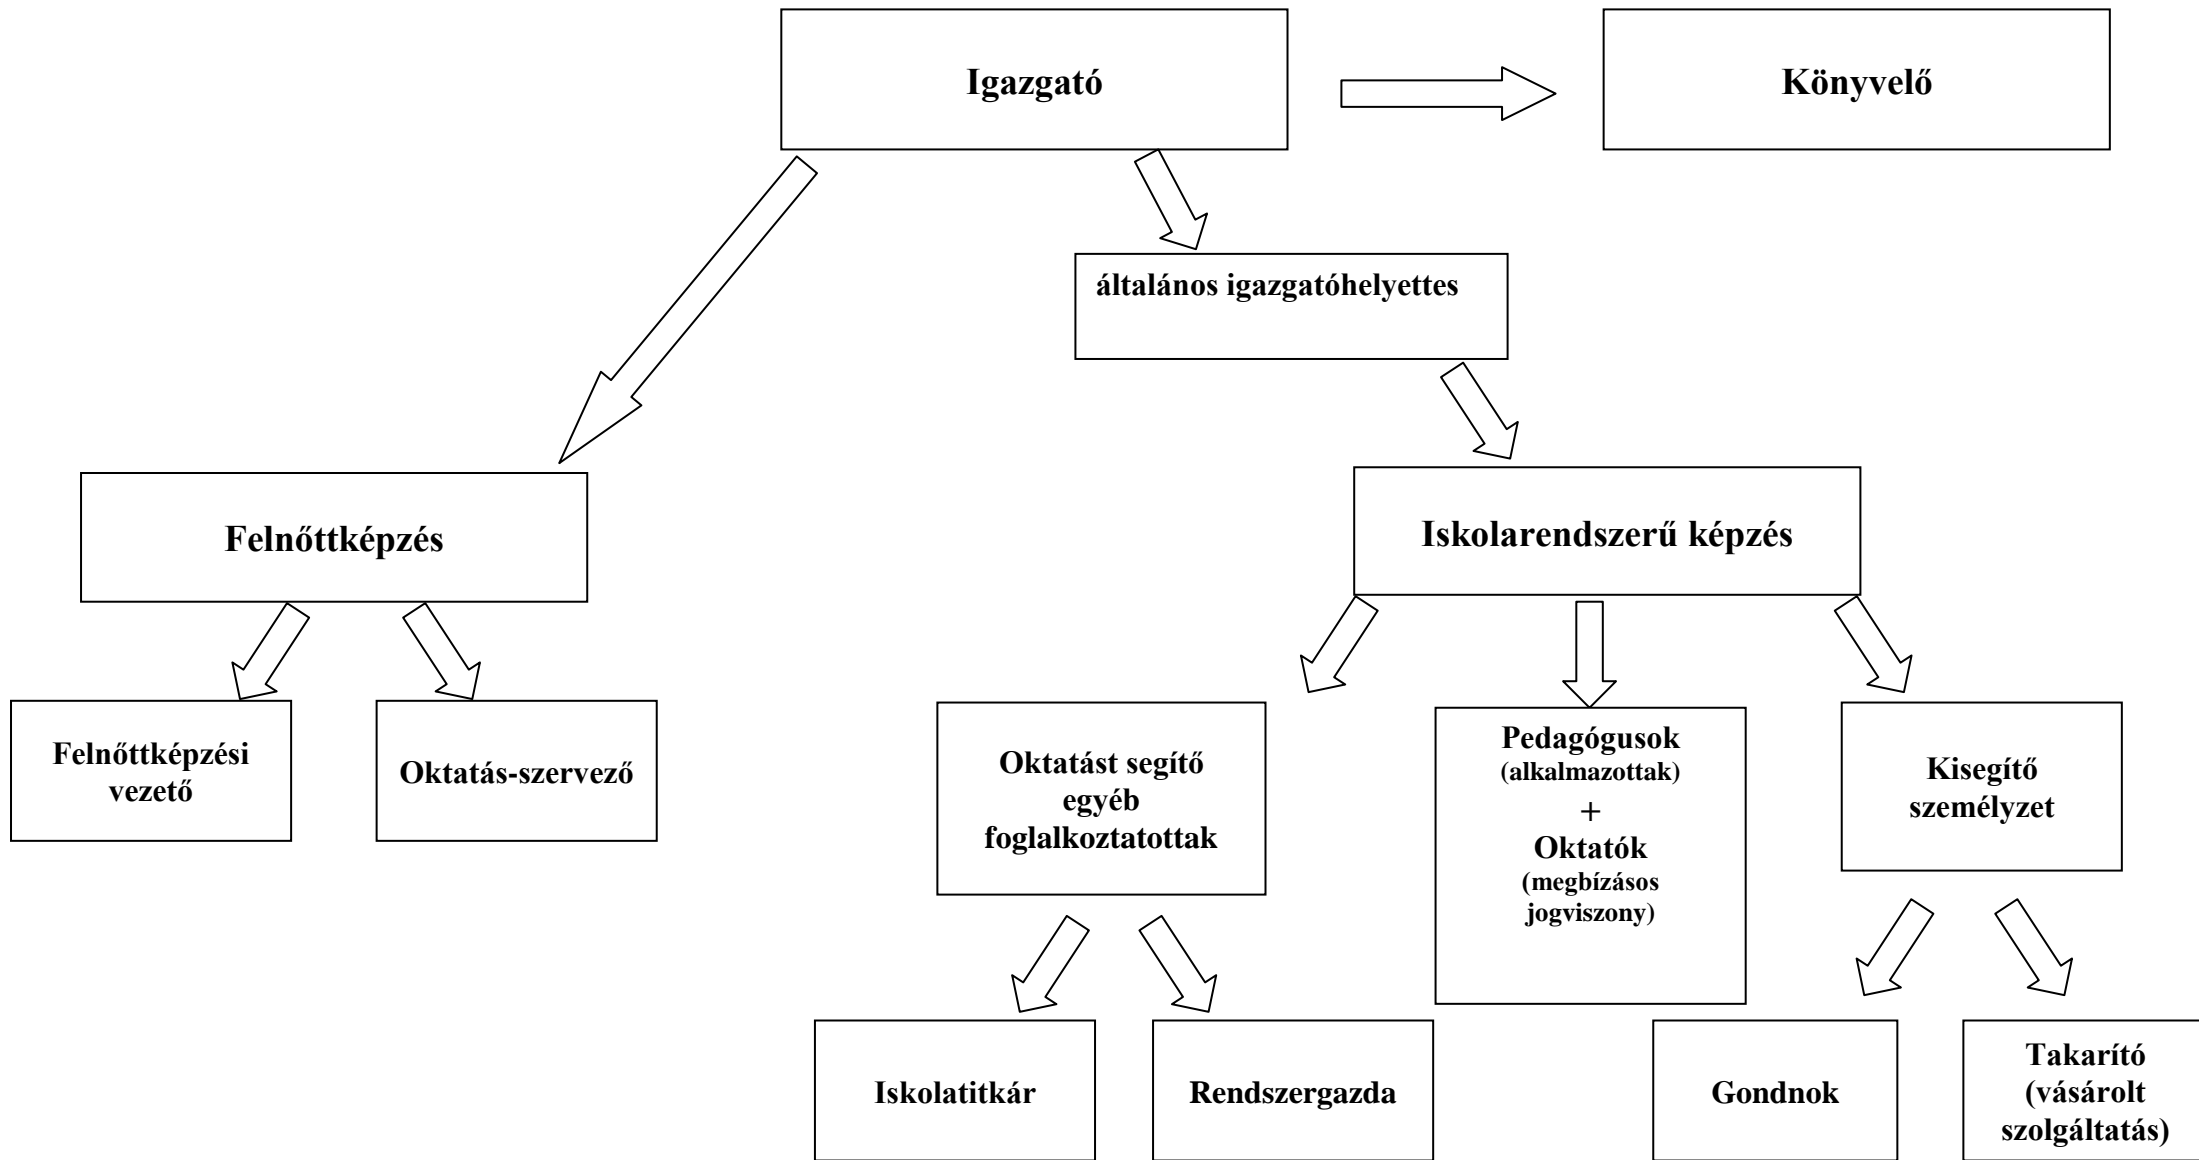 Igazgató
Könyvelő
általános igazgatóhelyettes
Felnőttképzés
Iskolarendszerű képzés
Felnőttképzési
vezető
Oktatás-szervező
Oktatást segítő
egyéb
foglalkoztatottak
Pedagógusok
(alkalmazottak)
+
Oktatók
(megbízásos
jogviszony)
Kisegítő
személyzet
Iskolatitkár
Rendszergazda
Gondnok
Takarító
(vásárolt
szolgáltatás)